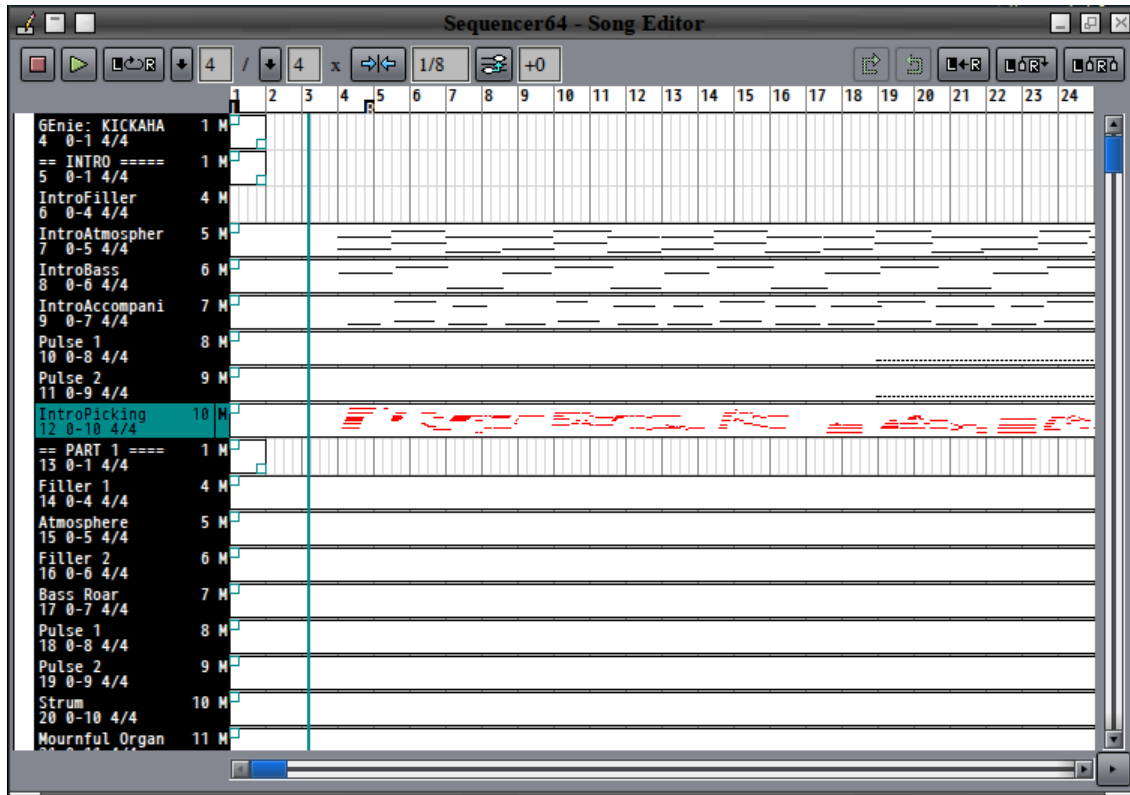 Sequencer64 - Song Editor
L R 4 / 4 x 1/8 +0 L R L R+ L R
1 2 3 4 5 6 7 8 9 10 11 12 13 14 15 16 17 18 19 20 21 22 23 24
L R
GEnie: KICKAHA 1 M
4 0-1 4/4
== INTRO ===== 1 M
5 0-1 4/4
IntroFiller 4 M
6 0-4 4/4
IntroAtmospher 5 M
7 0-5 4/4
IntroBass 6 M
8 0-6 4/4
IntroAccompani 7 M
9 0-7 4/4
Pulse 1 8 M
10 0-8 4/4
Pulse 2 9 M
11 0-9 4/4
IntroPicking 10 M
12 0-10 4/4
== PART 1 ==== 1 M
13 0-1 4/4
Filler 1 4 M
14 0-4 4/4
Atmosphere 5 M
15 0-5 4/4
Filler 2 6 M
16 0-6 4/4
Bass Roar 7 M
17 0-7 4/4
Pulse 1 8 M
18 0-8 4/4
Pulse 2 9 M
19 0-9 4/4
Strum 10 M
20 0-10 4/4
Mournful Organ 11 M